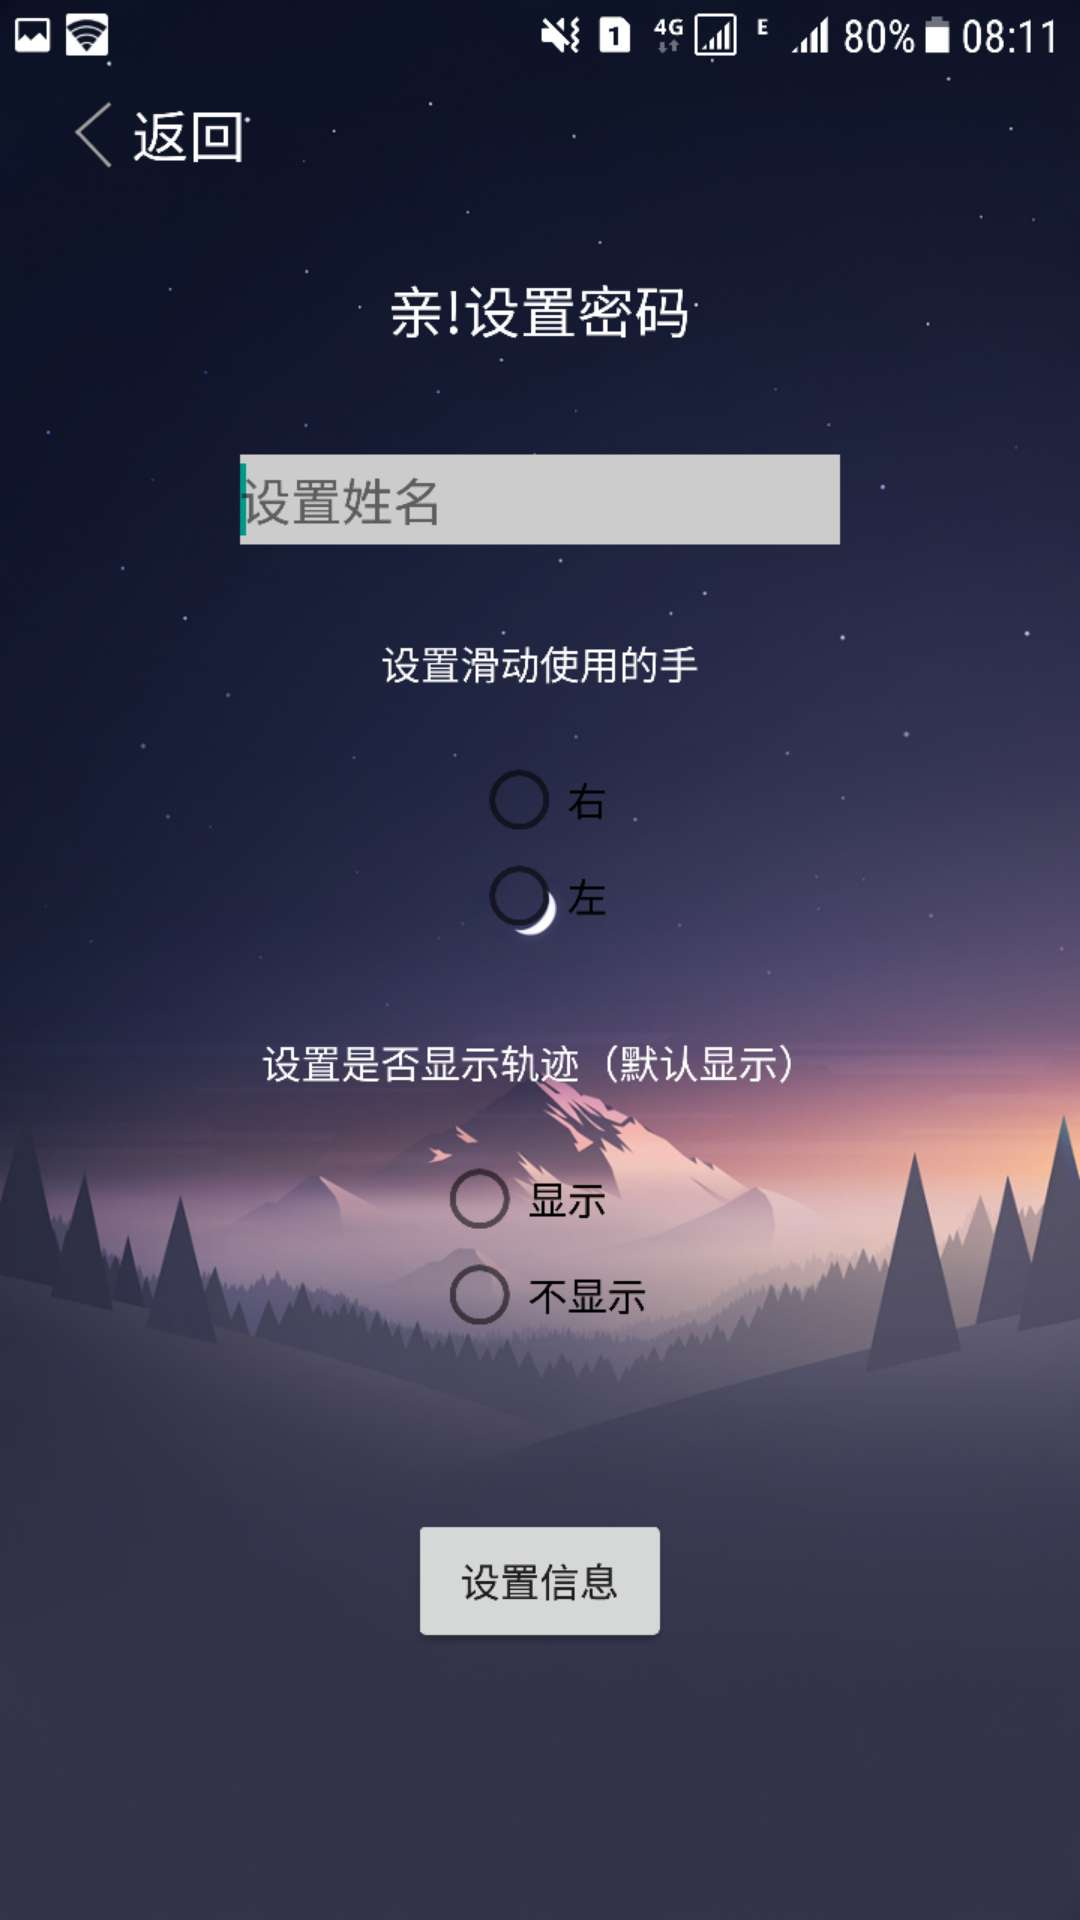 1 4G E 80% 08:11
返回
亲!设置密码
设置姓名
设置滑动使用的手
右
左
设置是否显示轨迹（默认显示）
显示
不显示
设置信息